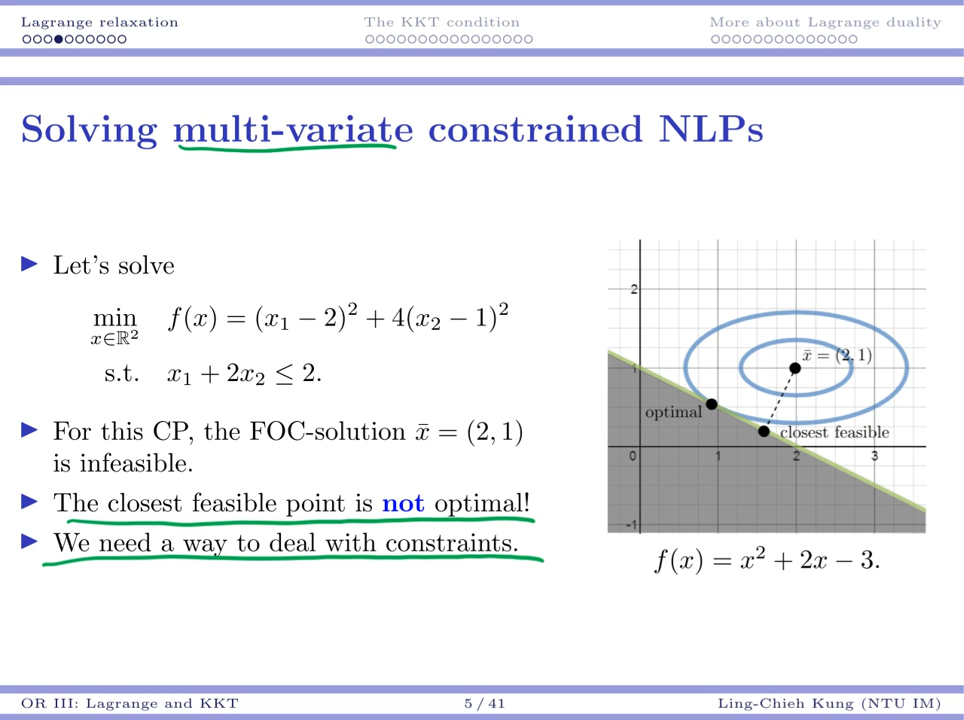 Lagrange relaxation The KKT condition More about Lagrange duality
Solving multi-variate constrained NLPs
▶ Let's solve
min f(x) = (x₁ − 2)² + 4(x₂ − 1)²
x∈ℝ²
s.t. x₁ + 2x₂ ≤ 2.
▶ For this CP, the FOC-solution x̄ = (2, 1)
is infeasible.
▶ The closest feasible point is not optimal!
▶ We need a way to deal with constraints.
2
x̄ = (2, 1)
1
optimal
closest feasible
0 1 2 3
-1
f(x) = x² + 2x − 3.
OR III: Lagrange and KKT 5 / 41 Ling-Chieh Kung (NTU IM)